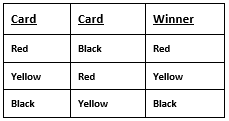 Card Card Winner
Red Black Red
Yellow Red Yellow
Black Yellow Black